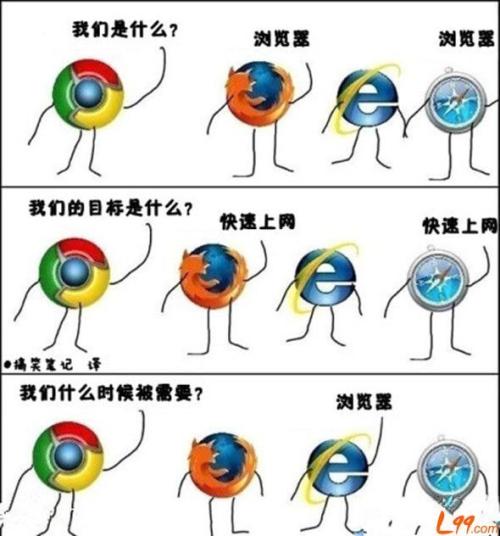 我们是什么?
浏览器
浏览器
我们的目标是什么?
快速上网
快速上网
@搞笑笔记 译
我们什么时候被需要?
浏览器
L99.com